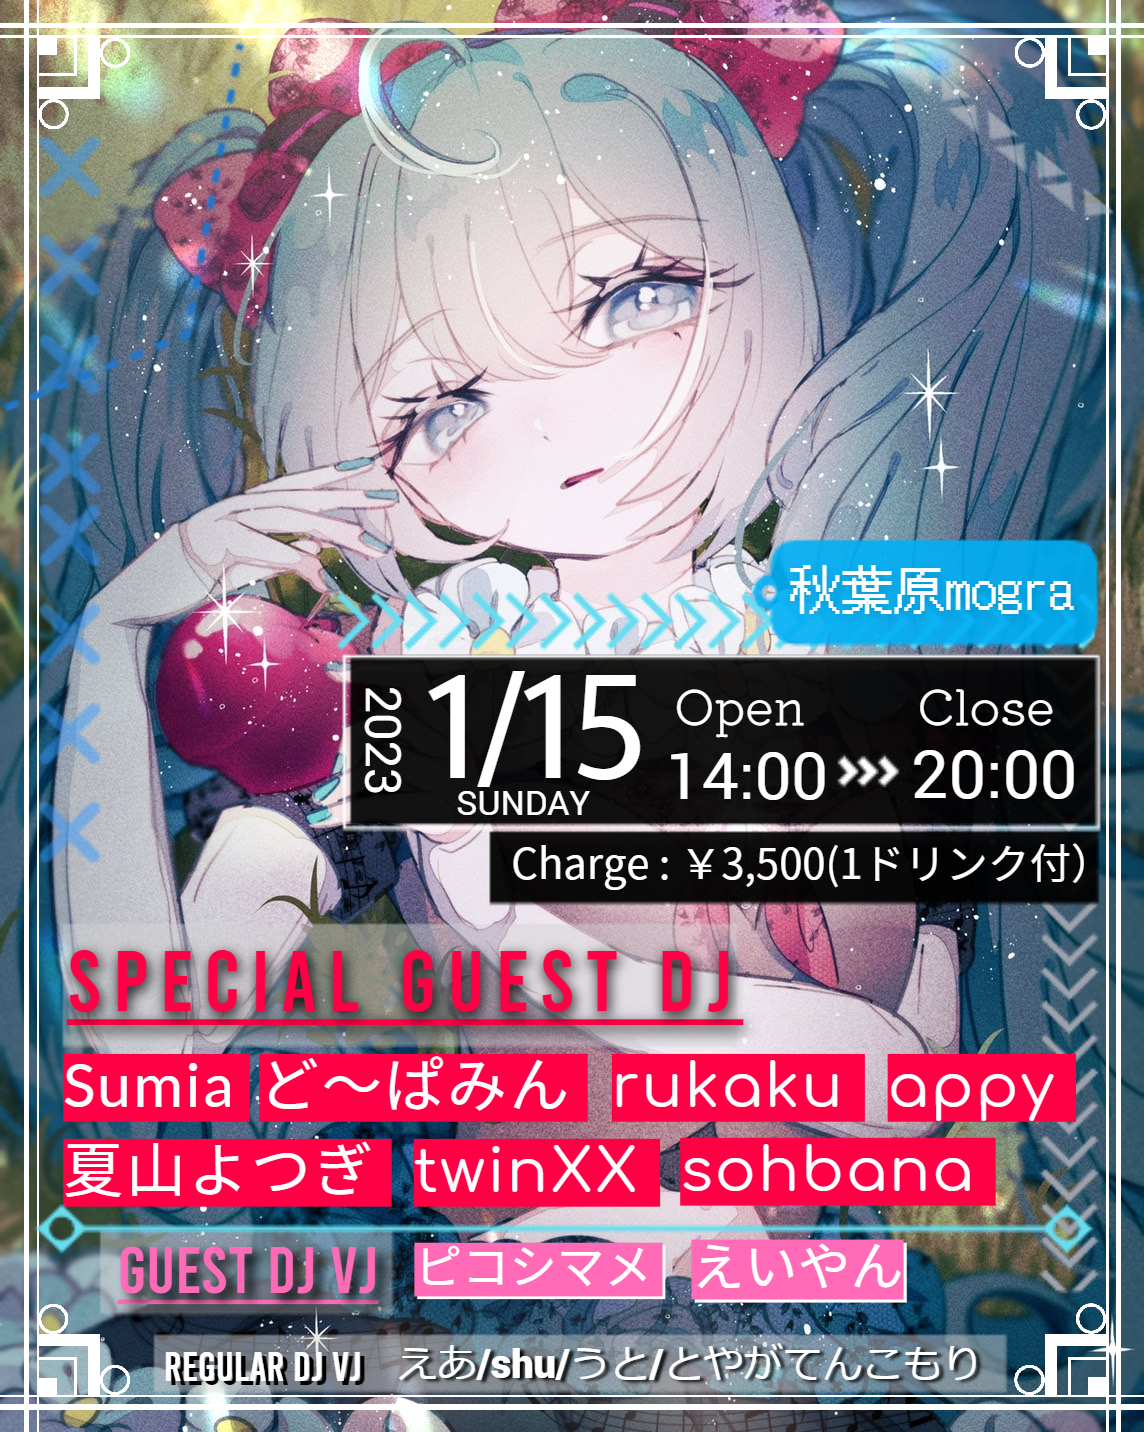 秋葉原mogra
2023
1/15
SUNDAY
Open Close
14:00 20:00
Charge : ￥3,500(1ドリンク付)
SPECIAL GUEST DJ
Sumia ど～ぱみん rukaku appy
夏山よつぎ twinXX sohbana
GUEST DJ VJ ピコシマメ えいやん
REGULAR DJ VJ えあ/shu/うと/とやがてんこもり